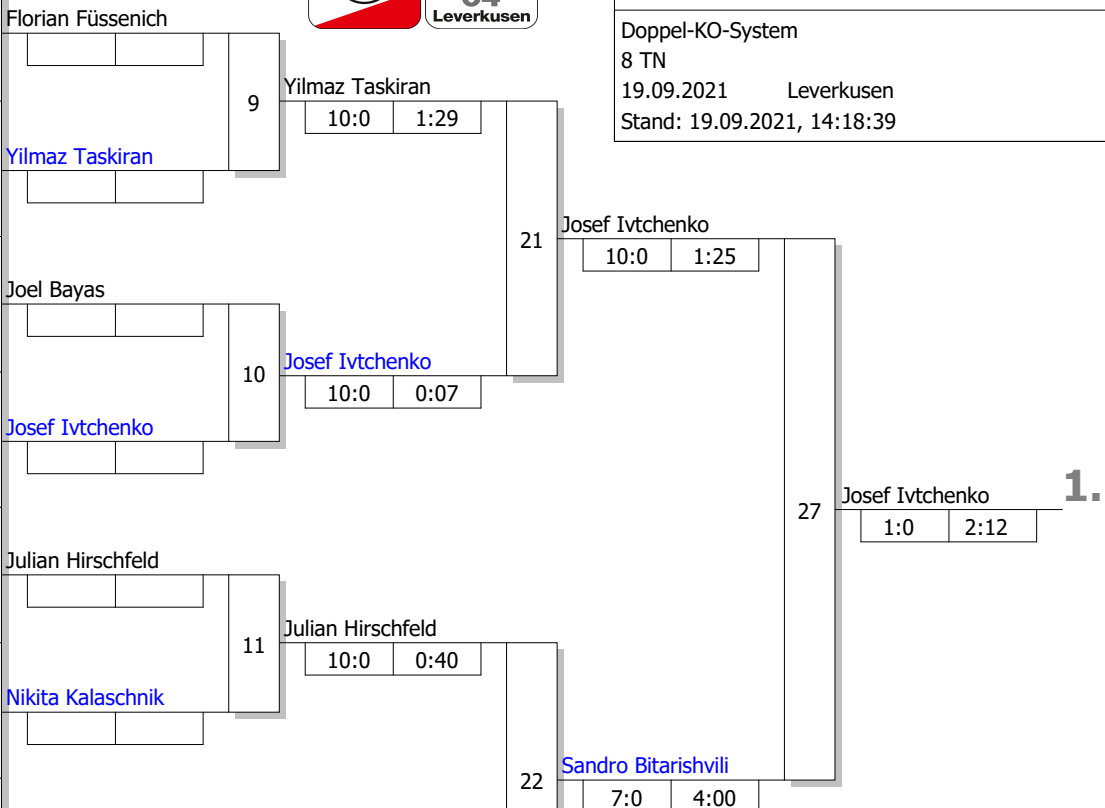 Florian Füssenich
Leverkusen
Doppel-KO-System
8 TN
19.09.2021 Leverkusen
Stand: 19.09.2021, 14:18:39
9
Yilmaz Taskiran
10:0 1:29
Yilmaz Taskiran
21
Josef Ivtchenko
10:0 1:25
Joel Bayas
10
Josef Ivtchenko
10:0 0:07
Josef Ivtchenko
27
Josef Ivtchenko
1.
1:0 2:12
Julian Hirschfeld
11
Julian Hirschfeld
10:0 0:40
Nikita Kalaschnik
22
Sandro Bitarishvili
7:0 4:00